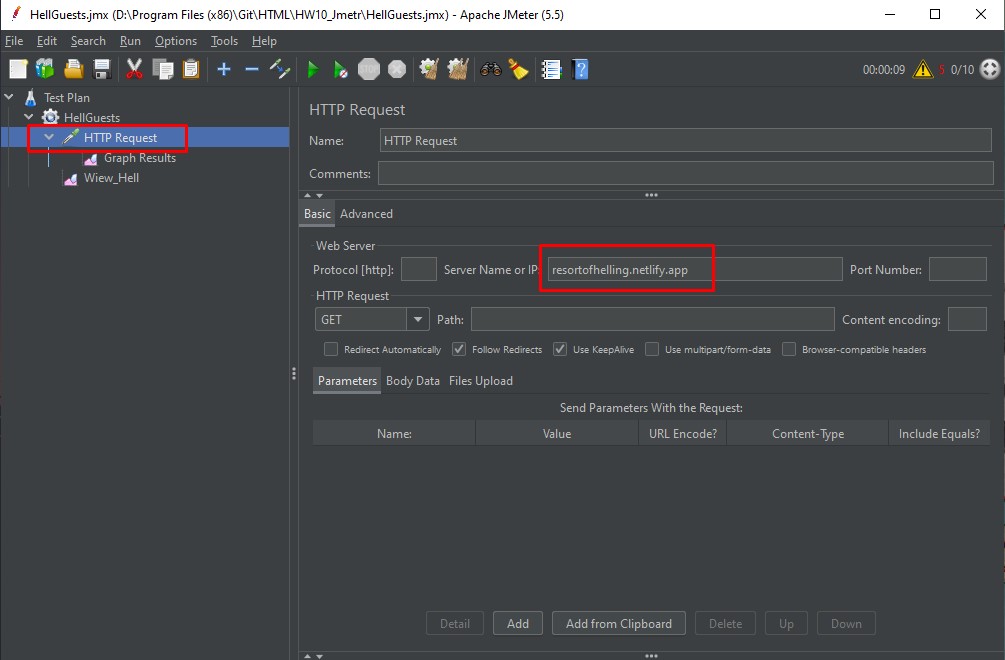 HellGuests.jmx (D:\Program Files (x86)\Git\HTML\HW10_Jmetr\HellGuests.jmx) - Apache JMeter (5.5)
File Edit Search Run Options Tools Help
STOP ? 00:00:09 5 0/10
Test Plan
HellGuests
HTTP Request
Graph Results
Wiew_Hell
HTTP Request
Name: HTTP Request
Comments:
Basic Advanced
Web Server
Protocol [http]: Server Name or IP: resortofhelling.netlify.app Port Number:
HTTP Request
GET Path: Content encoding:
Redirect Automatically Follow Redirects Use KeepAlive Use multipart/form-data Browser-compatible headers
Parameters Body Data Files Upload
Send Parameters With the Request:
Name: Value URL Encode? Content-Type Include Equals?
Detail Add Add from Clipboard Delete Up Down